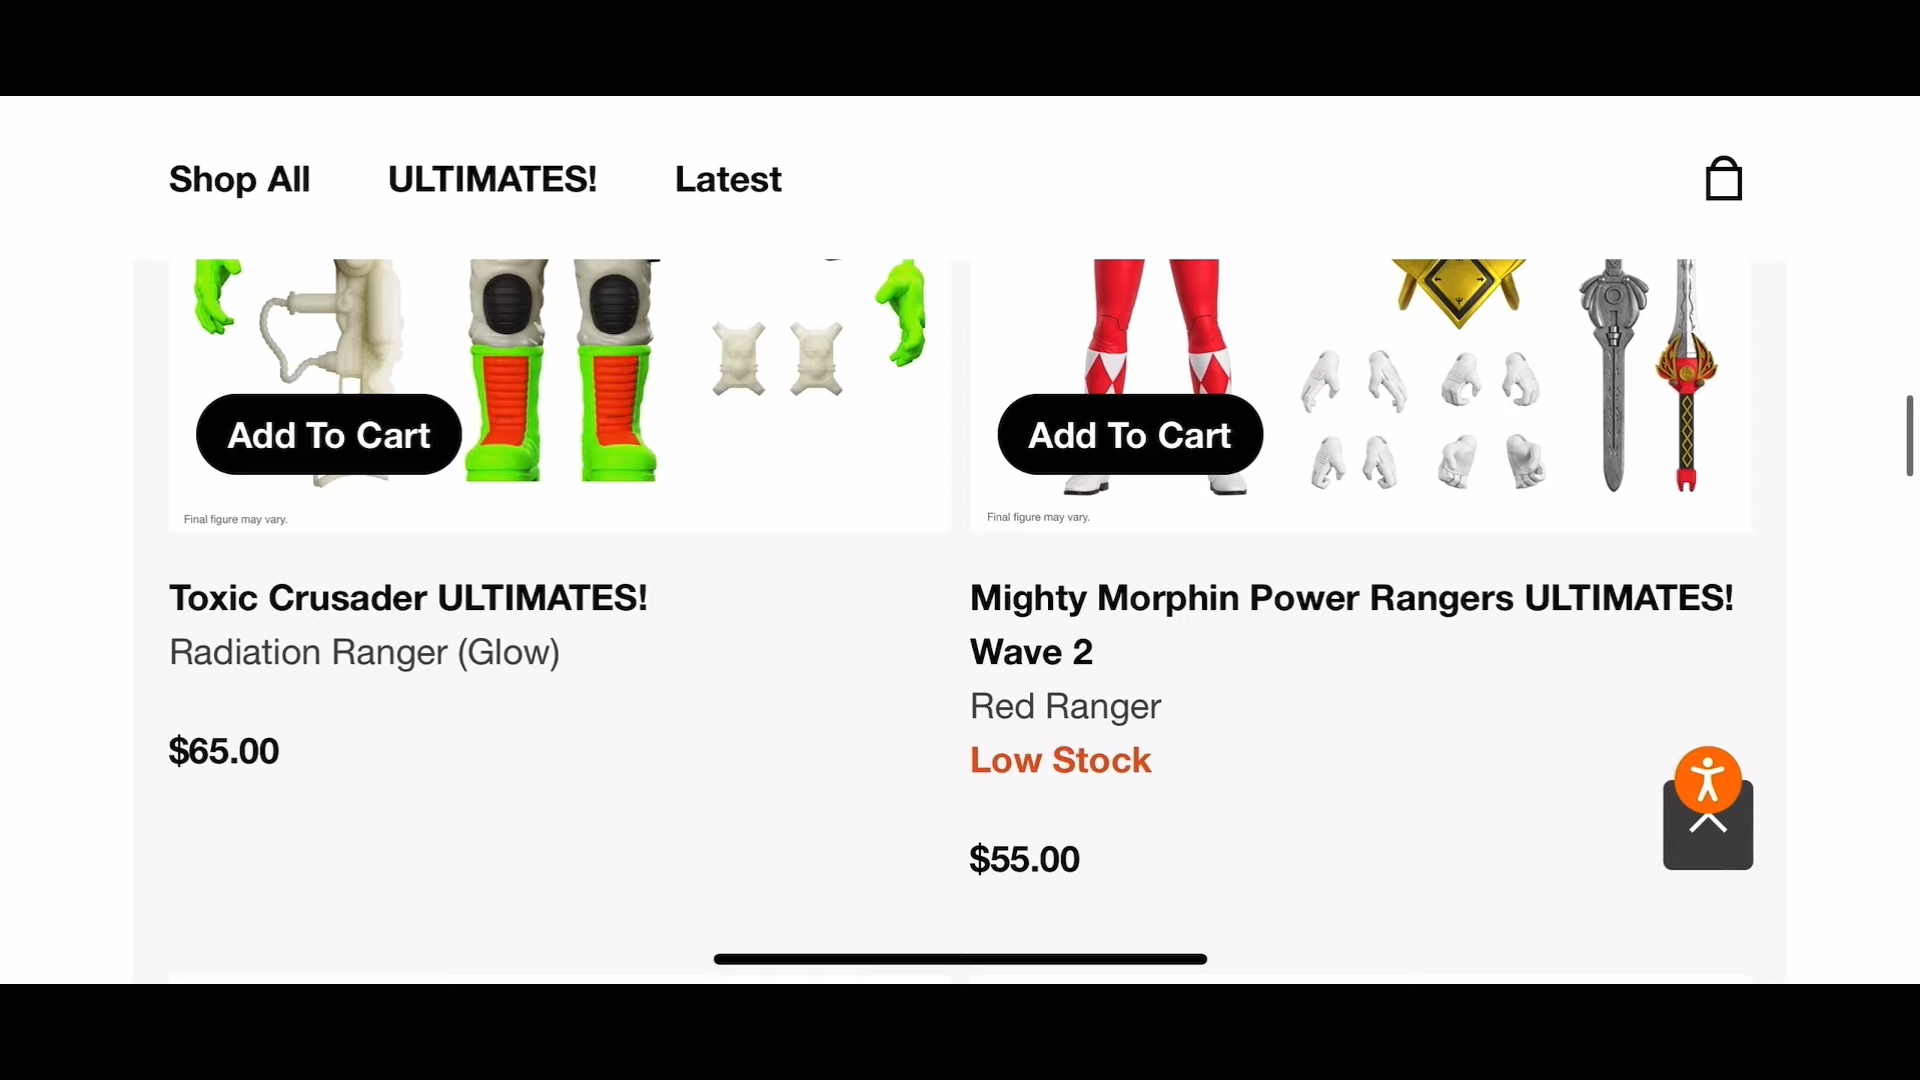 Shop All ULTIMATES! Latest
Add To Cart
Final figure may vary.
Toxic Crusader ULTIMATES!
Radiation Ranger (Glow)
$65.00
Add To Cart
Final figure may vary.
Mighty Morphin Power Rangers ULTIMATES!
Wave 2
Red Ranger
Low Stock
$55.00